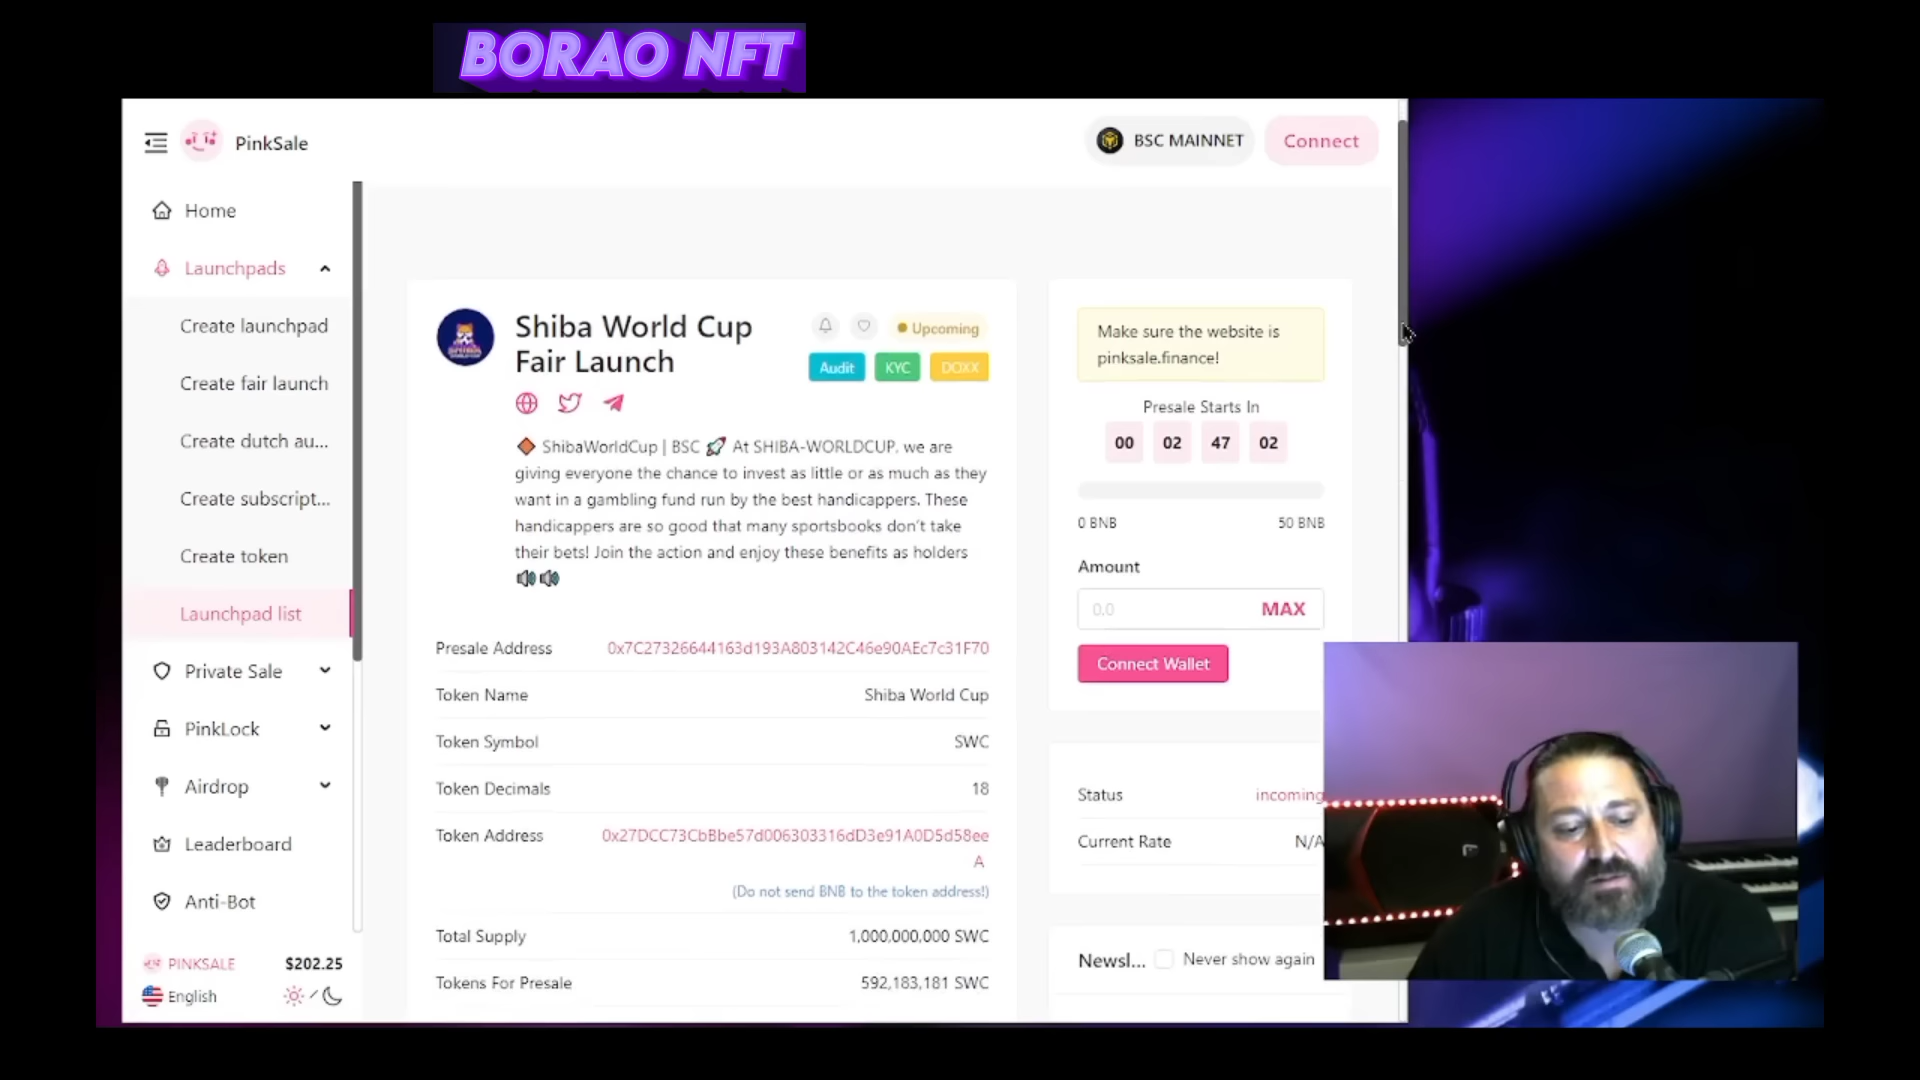 BORAO NFT
PinkSale
BSC MAINNET
Connect
Home
Launchpads
Create launchpad
Create fair launch
Create dutch au...
Create subscript...
Create token
Launchpad list
Private Sale
PinkLock
Airdrop
Leaderboard
Anti-Bot
PINKSALE $202.25
English
Shiba World Cup
Fair Launch
Upcoming
Audit KYC DOXX
ShibaWorldCup | BSC 🚀 At SHIBA-WORLDCUP. we are
giving everyone the chance to invest as little or as much as they
want in a gambling fund run by the best handicappers. These
handicappers are so good that many sportsbooks don't take
their bets! Join the action and enjoy these benefits as holders
🔊🔊
Presale Address 0x7C27326644163d193A803142C46e90AEc7c31F70
Token Name Shiba World Cup
Token Symbol SWC
Token Decimals 18
Token Address 0x27DCC73CbBbe57d006303316dD3e91A0D5d58ee
A
(Do not send BNB to the token address!)
Total Supply 1,000,000,000 SWC
Tokens For Presale 592,183,181 SWC
Make sure the website is
pinksale.finance!
Presale Starts In
00 02 47 02
0 BNB 50 BNB
Amount
0.0 MAX
Connect Wallet
Status incoming
Current Rate N/A
Newsl... Never show again